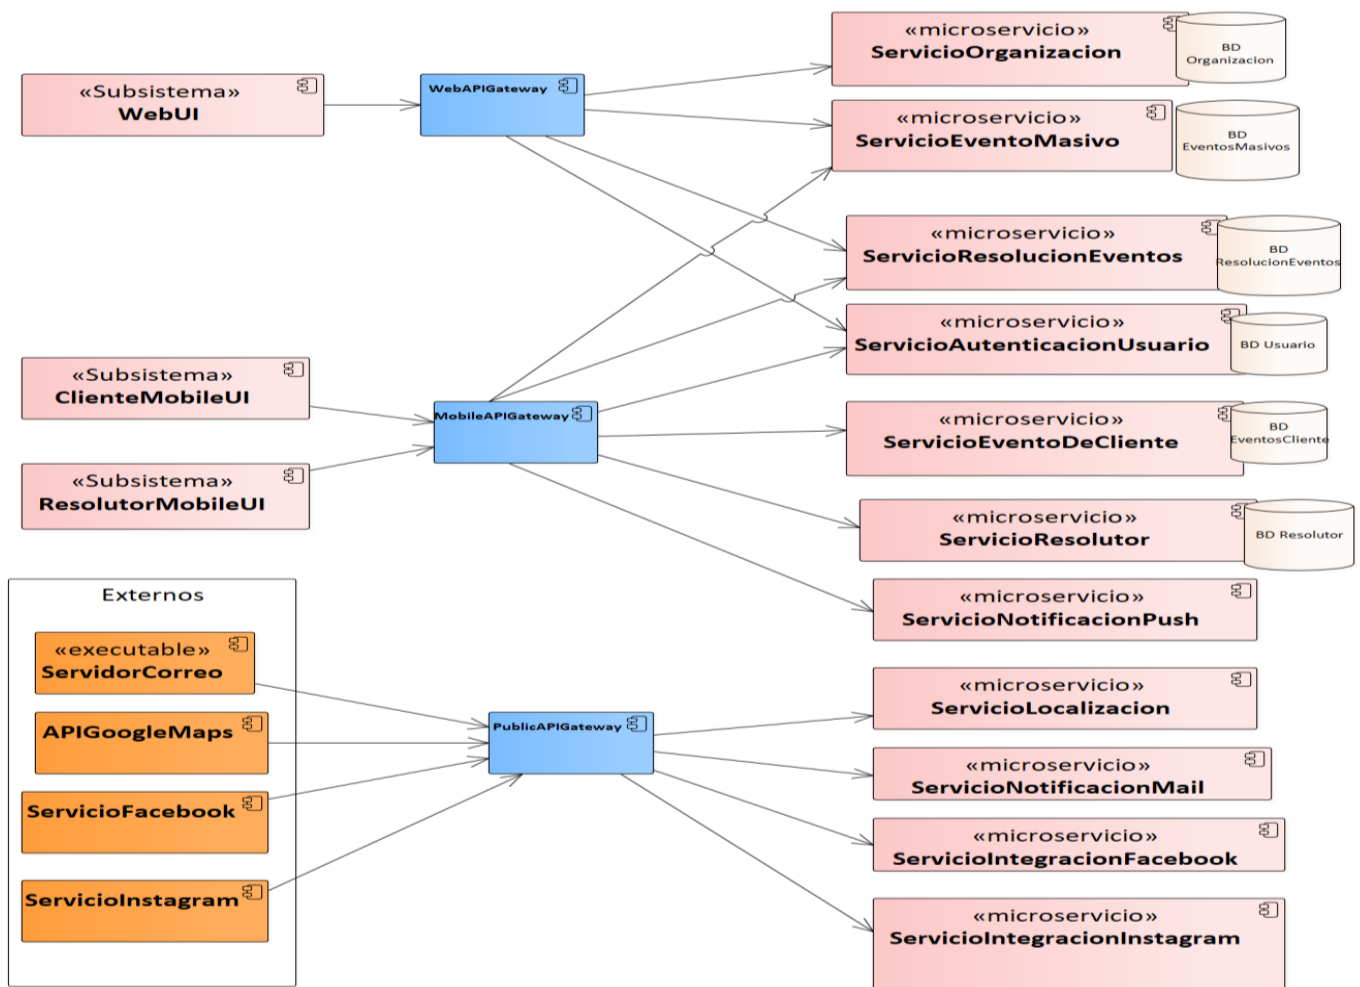 «microservicio»
ServicioOrganizacion
BD
Organizacion
«Subsistema»
WebUI
WebAPIGateway
«microservicio»
ServicioEventoMasivo
BD
EventosMasivos
«microservicio»
ServicioResolucionEventos
BD
ResolucionEventos
«microservicio»
ServicioAutenticacionUsuario
BD Usuario
«Subsistema»
ClienteMobileUI
MobileAPIGateway
«microservicio»
ServicioEventoDeCliente
BD
EventosCliente
«Subsistema»
ResolutorMobileUI
«microservicio»
ServicioResolutor
BD Resolutor
«microservicio»
ServicioNotificacionPush
Externos
«executable»
ServidorCorreo
APIGoogleMaps
ServicioFacebook
ServicioInstagram
PublicAPIGateway
«microservicio»
ServicioLocalizacion
«microservicio»
ServicioNotificacionMail
«microservicio»
ServicioIntegracionFacebook
«microservicio»
ServicioIntegracionInstagram